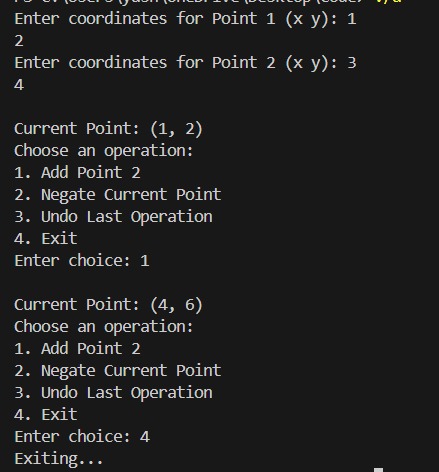 Enter coordinates for Point 1 (x y): 1
2
Enter coordinates for Point 2 (x y): 3
4
Current Point: (1, 2)
Choose an operation:
1. Add Point 2
2. Negate Current Point
3. Undo Last Operation
4. Exit
Enter choice: 1
Current Point: (4, 6)
Choose an operation:
1. Add Point 2
2. Negate Current Point
3. Undo Last Operation
4. Exit
Enter choice: 4
Exiting...